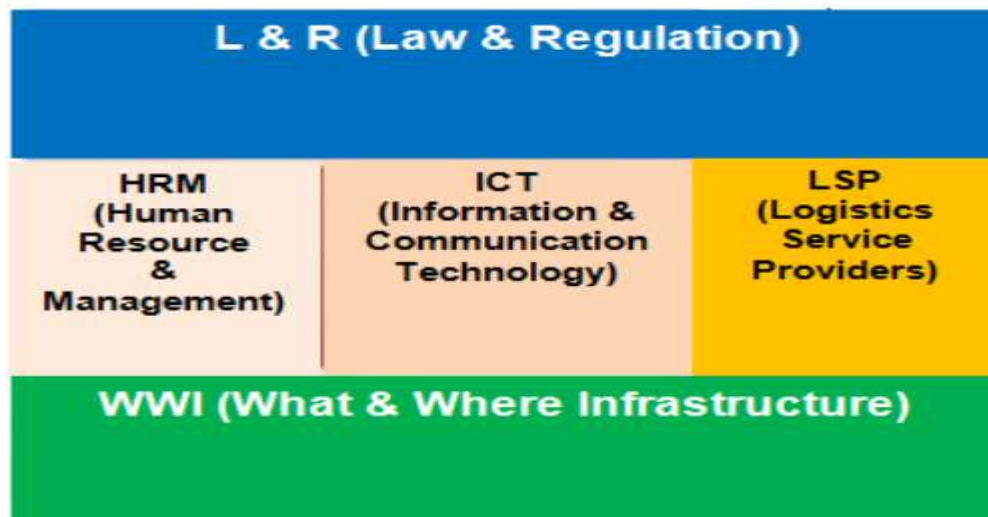 L & R (Law & Regulation)
HRM
(Human
Resource
&
Management)
ICT
(Information &
Communication
Technology)
LSP
(Logistics
Service
Providers)
WWI (What & Where Infrastructure)